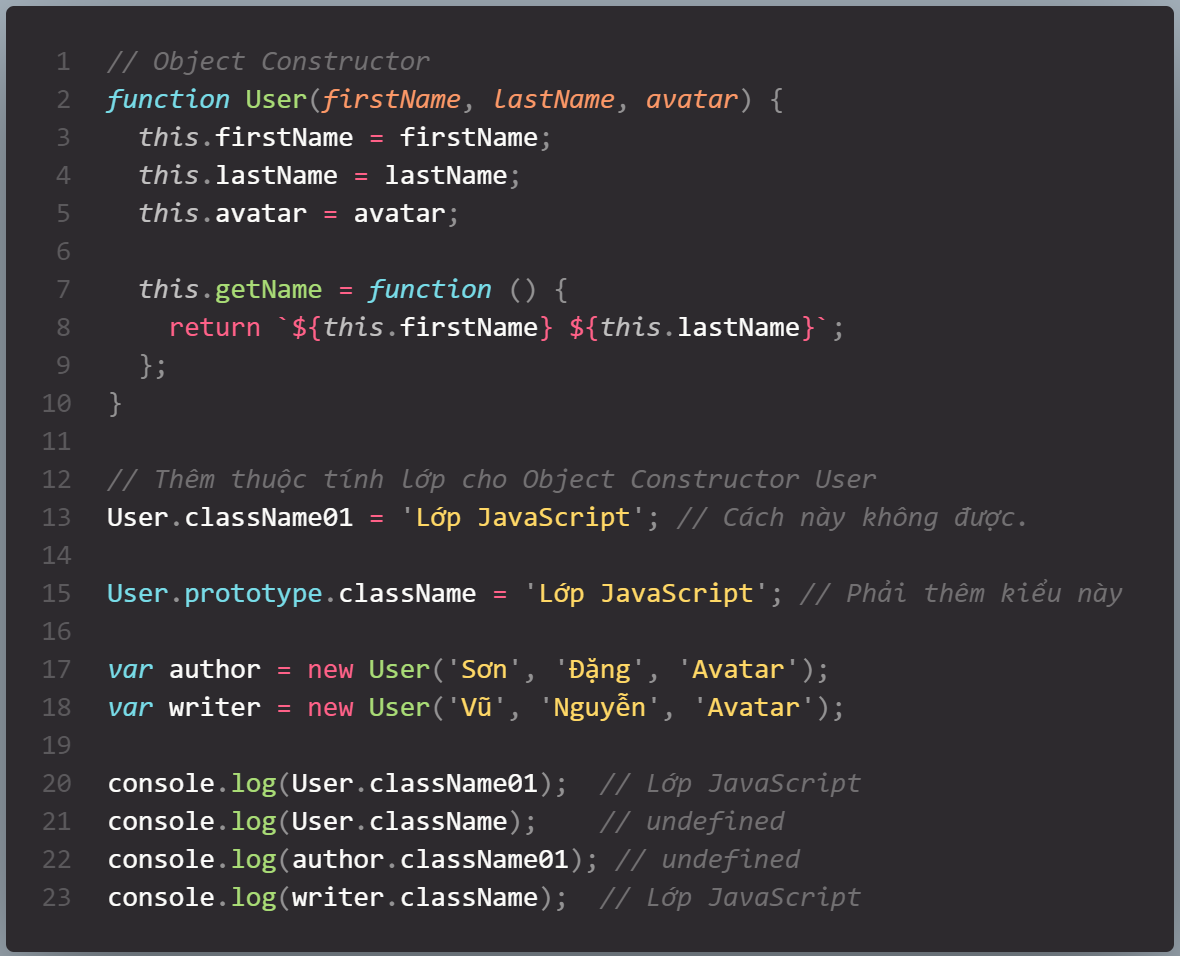 1 // Object Constructor
2 function User(firstName, lastName, avatar) {
3   this.firstName = firstName;
4   this.lastName = lastName;
5   this.avatar = avatar;
6
7   this.getName = function () {
8     return `${this.firstName} ${this.lastName}`;
9   };
10 }
11
12 // Thêm thuộc tính lớp cho Object Constructor User
13 User.className01 = 'Lớp JavaScript'; // Cách này không được.
14
15 User.prototype.className = 'Lớp JavaScript'; // Phải thêm kiểu này
16
17 var author = new User('Sơn', 'Đặng', 'Avatar');
18 var writer = new User('Vũ', 'Nguyễn', 'Avatar');
19
20 console.log(User.className01);  // Lớp JavaScript
21 console.log(User.className);    // undefined
22 console.log(author.className01); // undefined
23 console.log(writer.className);  // Lớp JavaScript